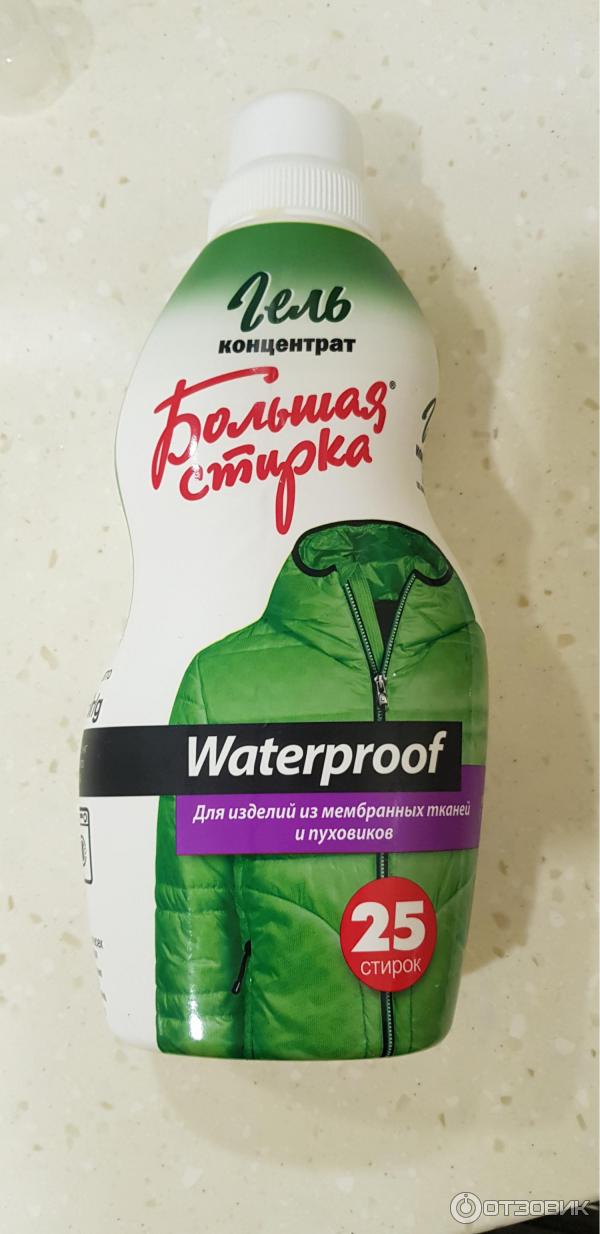 Гель
концентрат
Большая®
стирка
Waterproof
Для изделий из мембранных тканей
и пуховиков
25
стирок
ОТЗОВИК